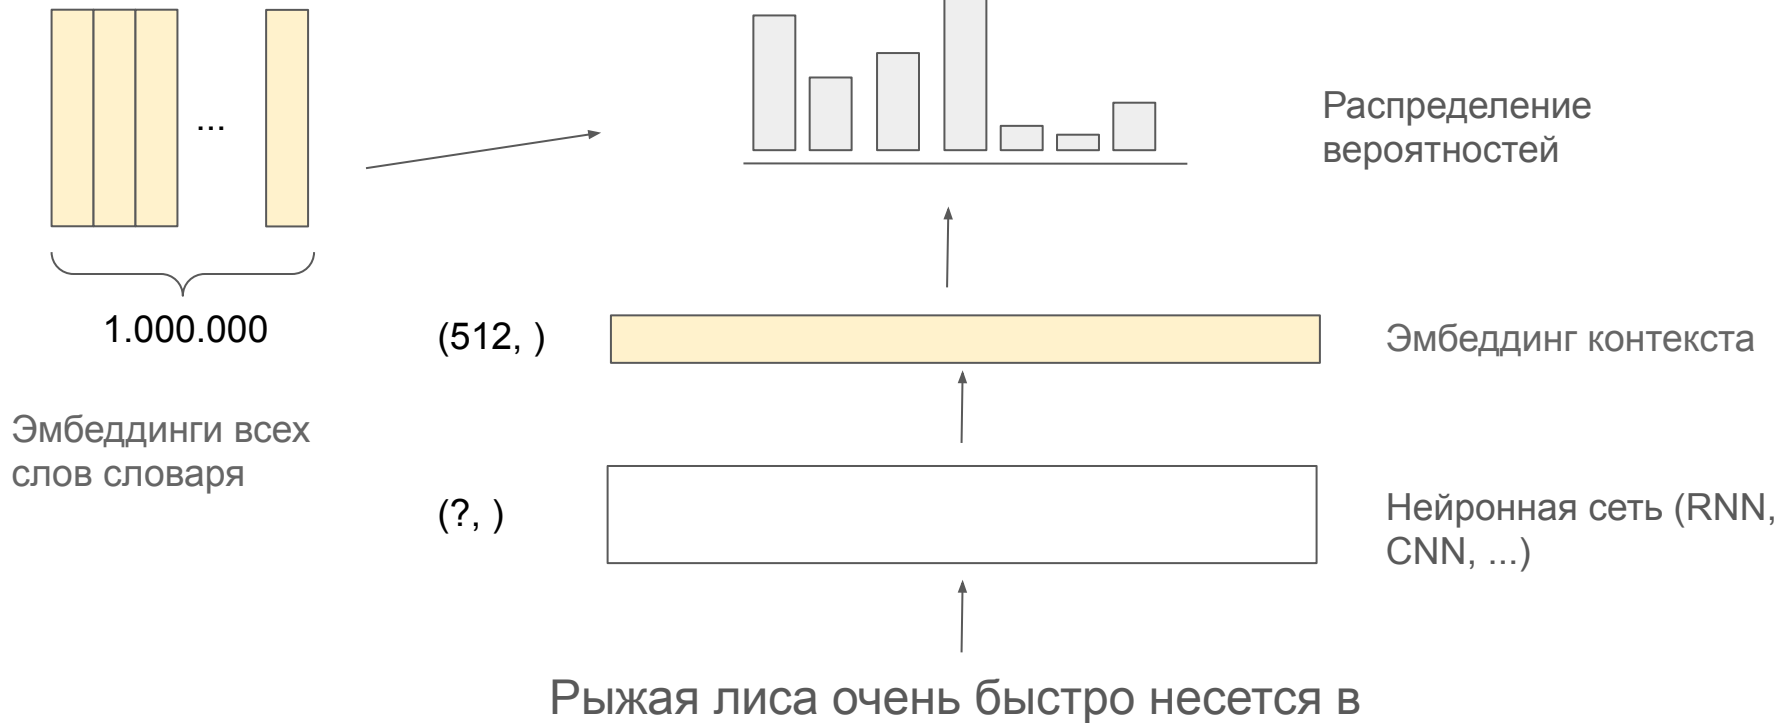 ...
Распределение
вероятностей
1.000.000
(512, )
Эмбеддинг контекста
Эмбеддинги всех
слов словаря
(?, )
Нейронная сеть (RNN,
CNN, ...)
Рыжая лиса очень быстро несется в